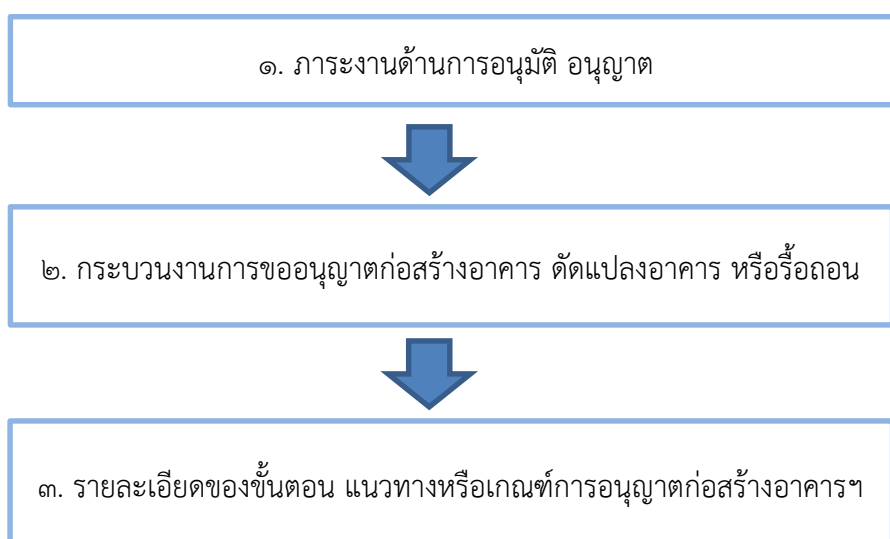 ๑. ภาระงานด้านการอนุมัติ อนุญาต
๒. กระบวนงานการขออนุญาตก่อสร้างอาคาร ดัดแปลงอาคาร หรือรื้อถอน
๓. รายละเอียดของขั้นตอน แนวทางหรือเกณฑ์การอนุญาตก่อสร้างอาคารฯ